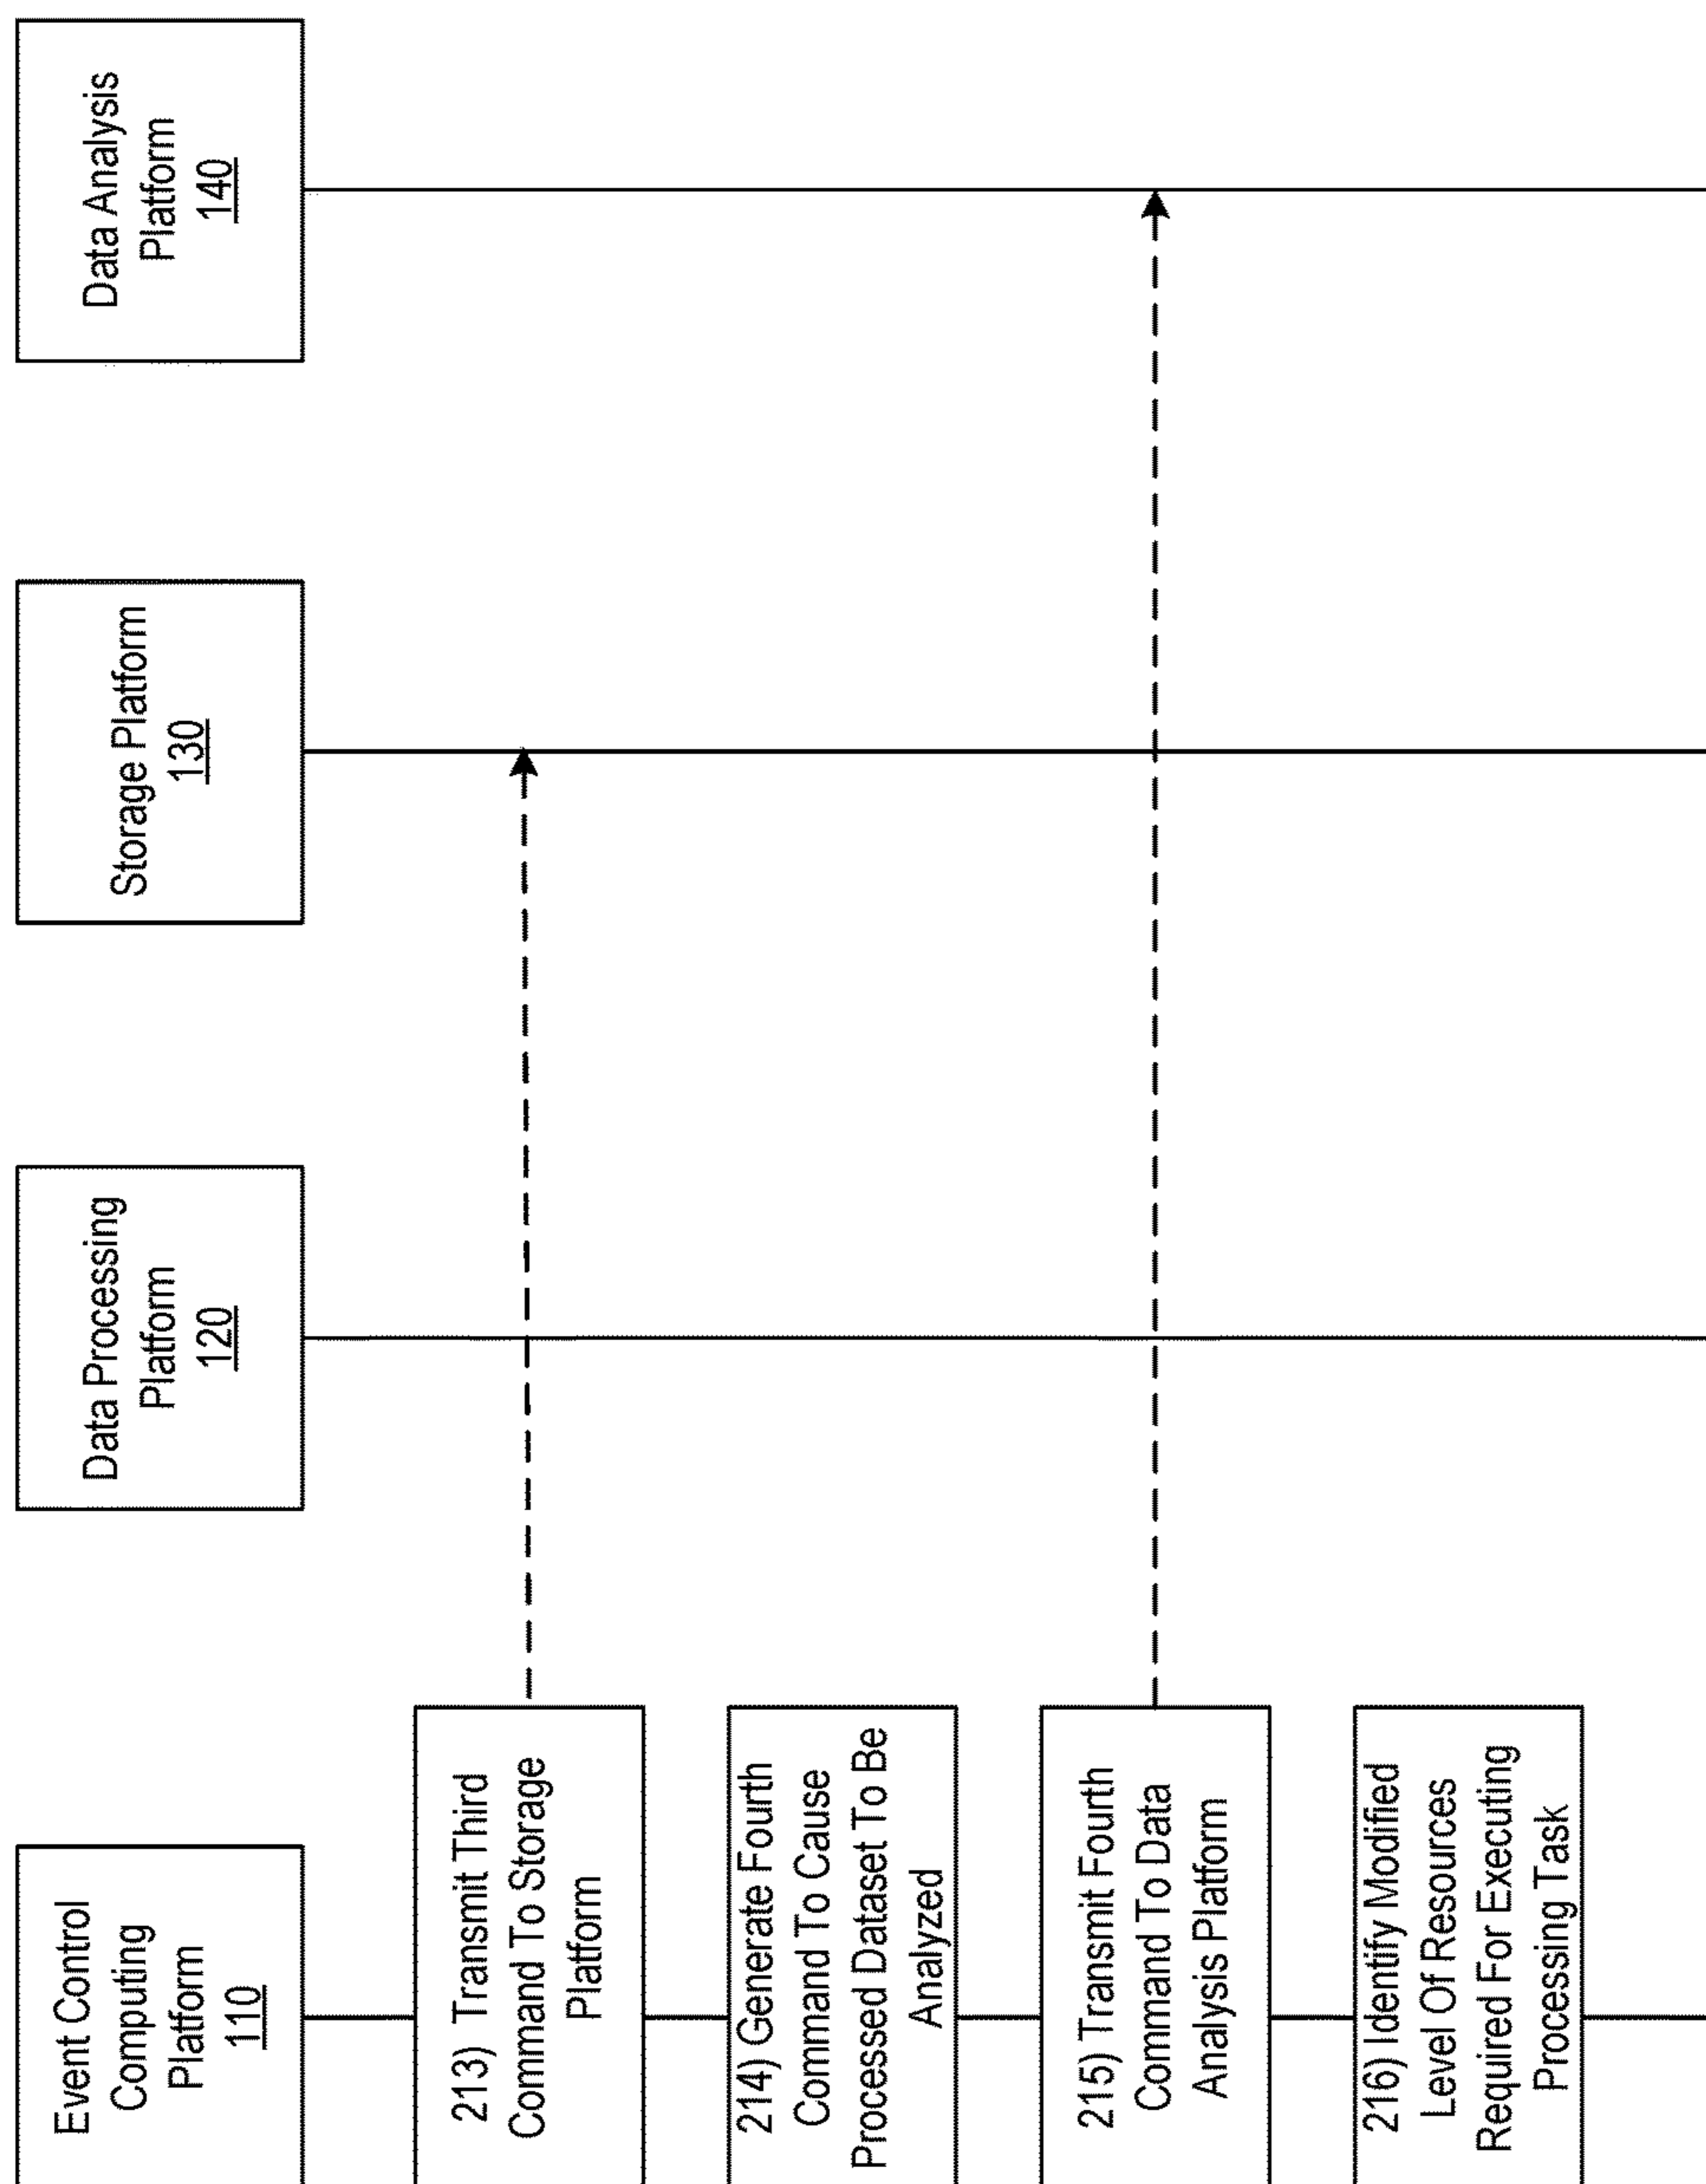 Event Control
Computing
Platform
110
Data Processing
Platform
120
Storage Platform
130
Data Analysis
Platform
140
213) Transmit Third
Command To Storage
Platform
214) Generate Fourth
Command To Cause
Processed Dataset To Be
Analyzed
215) Transmit Fourth
Command To Data
Analysis Platform
216) Identify Modified
Level Of Resources
Required For Executing
Processing Task